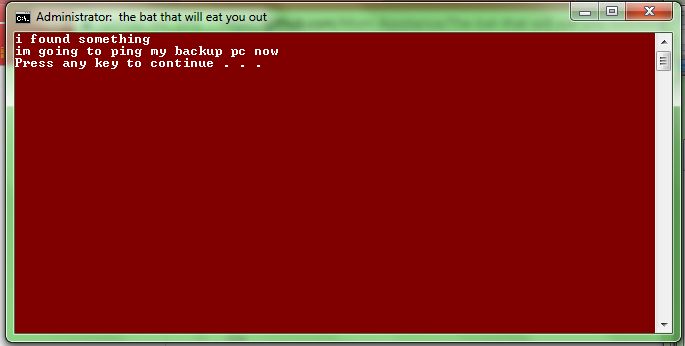 Administrator:  the bat that will eat you out
i found something
im going to ping my backup pc now
Press any key to continue . . .